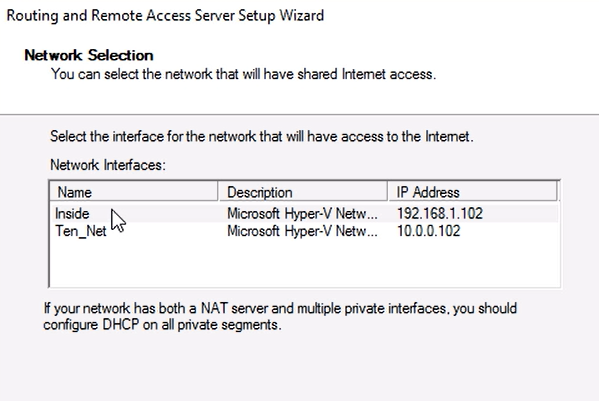 Routing and Remote Access Server Setup Wizard
Network Selection
You can select the network that will have shared Internet access.
Select the interface for the network that will have access to the Internet.
Network Interfaces:
Name Description IP Address
Inside Microsoft Hyper-V Netw... 192.168.1.102
Ten_Net Microsoft Hyper-V Netw... 10.0.0.102
If your network has both a NAT server and multiple private interfaces, you should
configure DHCP on all private segments.